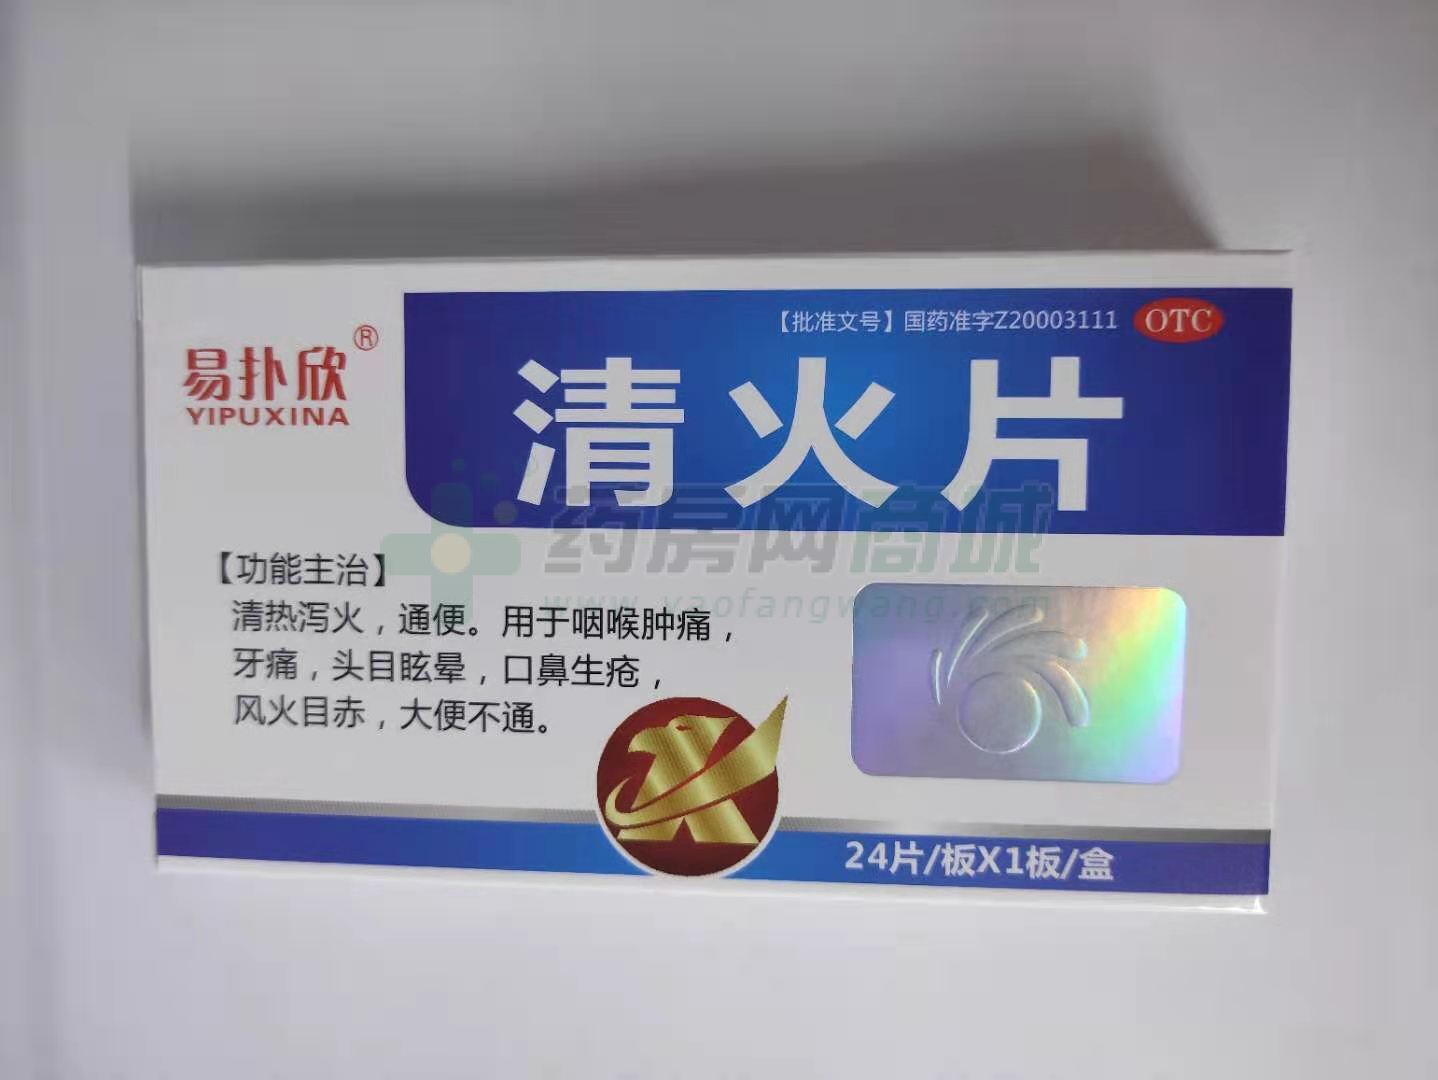 【批准文号】国药准字Z20003111 OTC
易扑欣®
YIPUXINA
清火片
药房网商城
www.yaofangwang.com
【功能主治】
清热泻火，通便。用于咽喉肿痛，
牙痛，头目眩晕，口鼻生疮，
风火目赤，大便不通。
24片/板X1板/盒